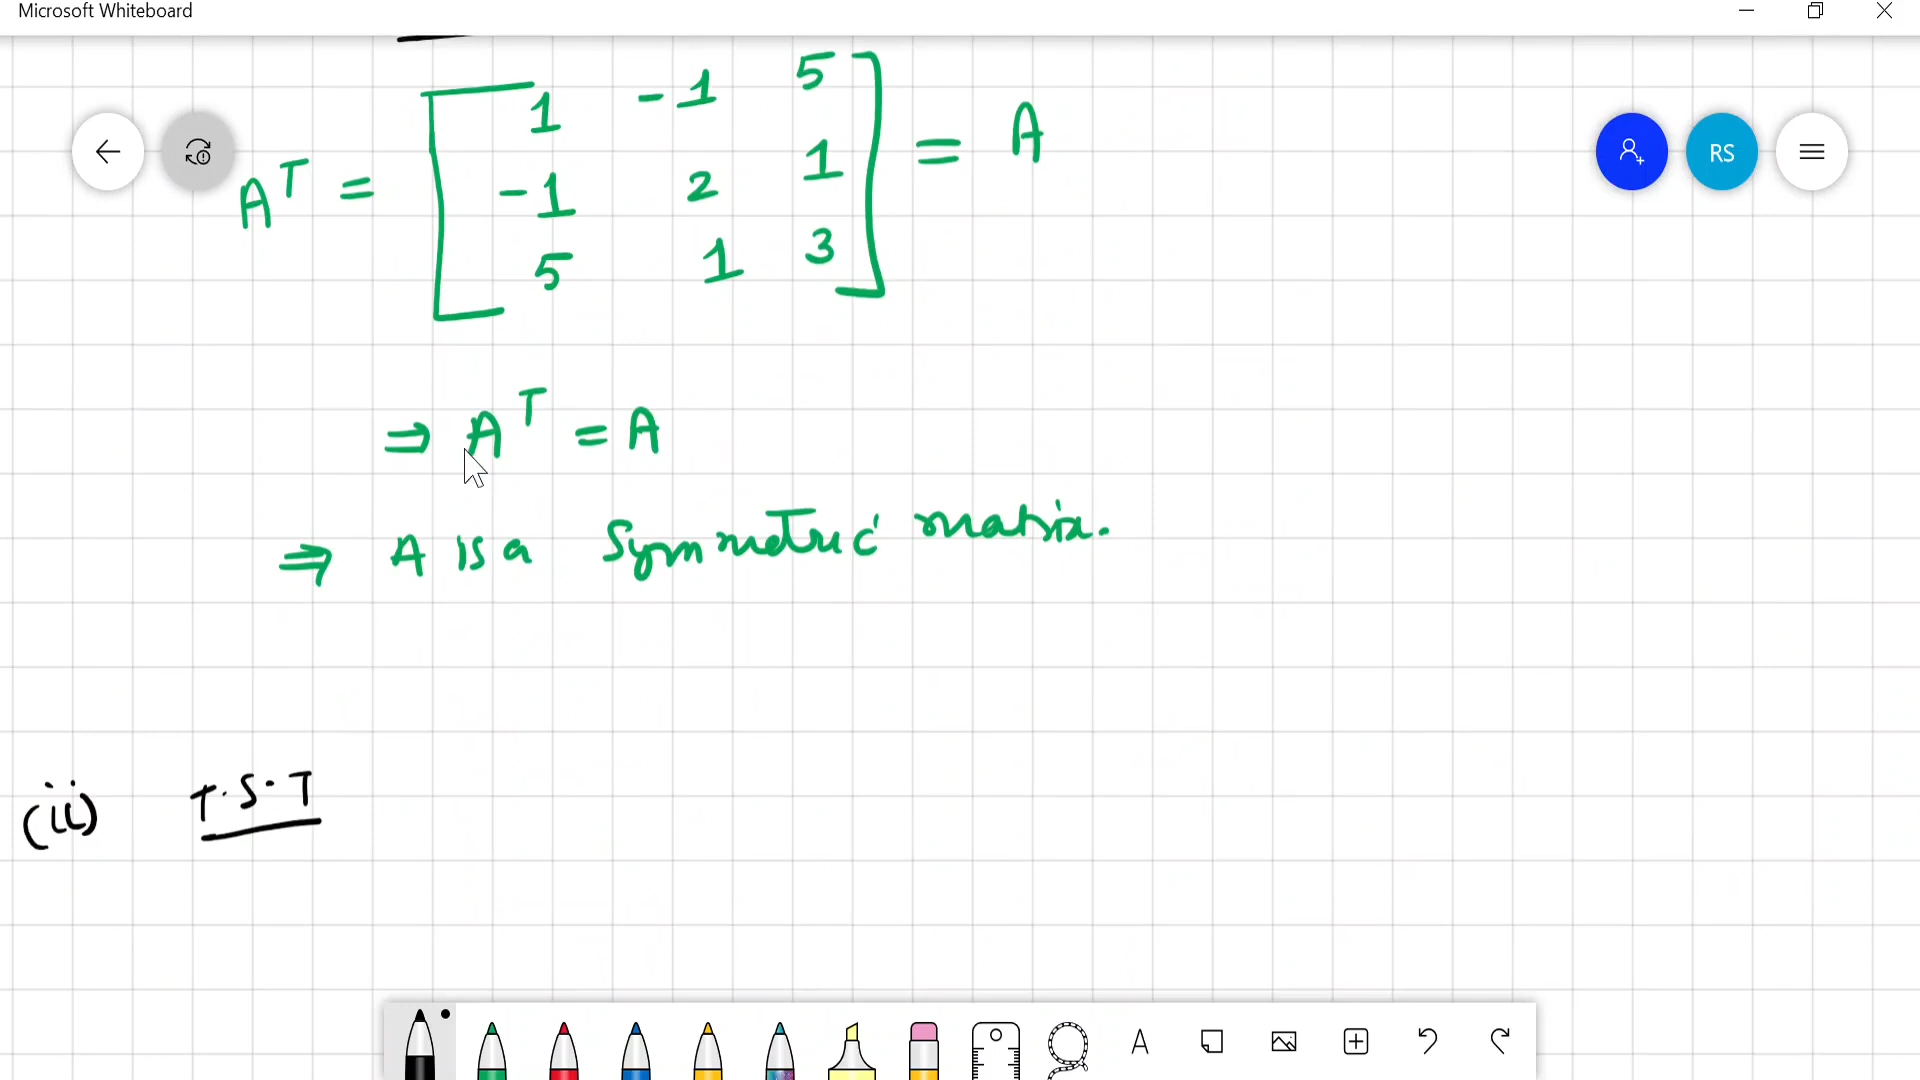 Microsoft Whiteboard
RS
A^T = [ 1 -1 5
-1 2 1
5 1 3 ] = A
⇒ A^T = A
⇒ A is a Symmetric matrix.
(ii) T.S.T
A